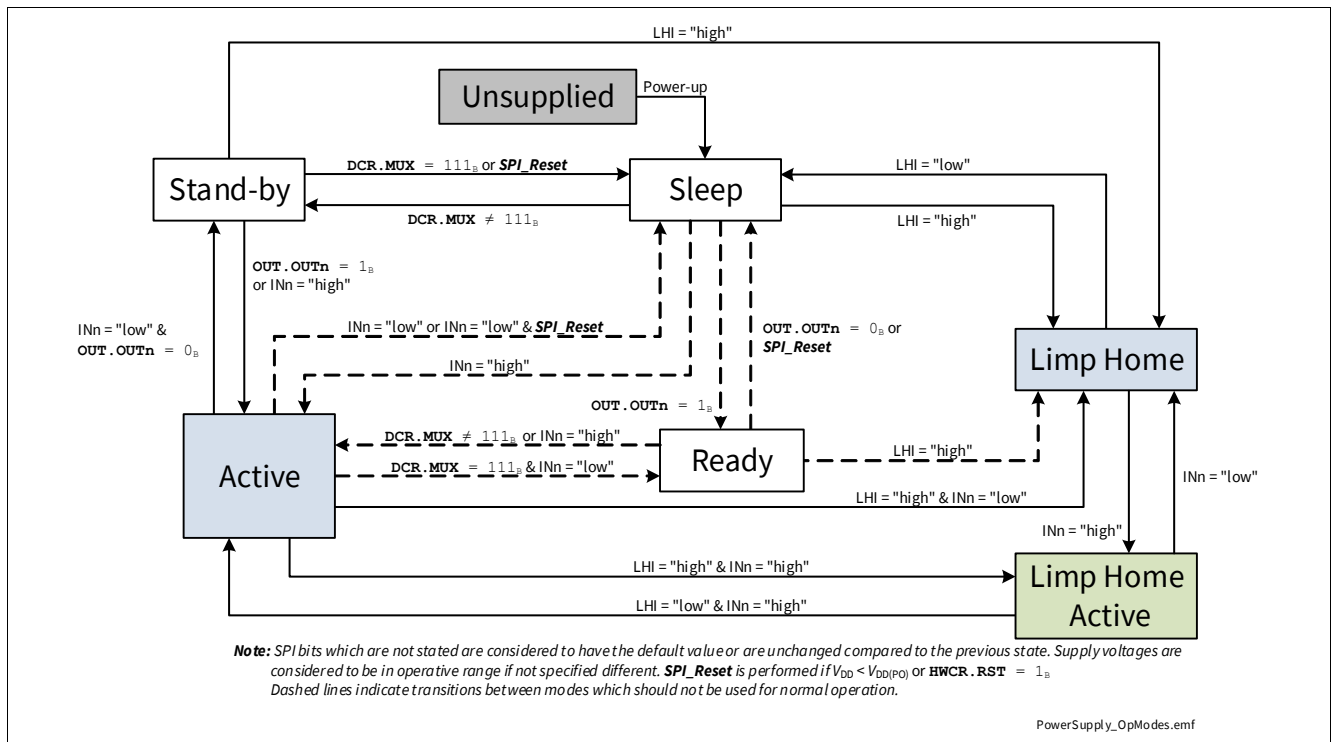 LHI = "high"
Unsupplied
Power-up
Stand-by
DCR.MUX = 111B or SPI_Reset
Sleep
LHI = "low"
DCR.MUX ≠ 111B
LHI = "high"
OUT.OUTn = 1B
or INn = "high"
INn = "low" &
OUT.OUTn = 0B
INn = "low" or INn = "low" & SPI_Reset
OUT.OUTn = 0B or
SPI_Reset
INn = "high"
Limp Home
OUT.OUTn = 1B
DCR.MUX ≠ 111B or INn = "high"
Active
Ready
LHI = "high"
DCR.MUX = 111B & INn = "low"
INn = "low"
LHI = "high" & INn = "low"
INn = "high"
LHI = "high" & INn = "high"
Limp Home
Active
LHI = "low" & INn = "high"
Note: SPI bits which are not stated are considered to have the default value or are unchanged compared to the previous state. Supply voltages are
considered to be in operative range if not specified different. SPI_Reset is performed if VDD < VDD(PO) or HWCR.RST = 1B
Dashed lines indicate transitions between modes which should not be used for normal operation.
PowerSupply_OpModes.emf